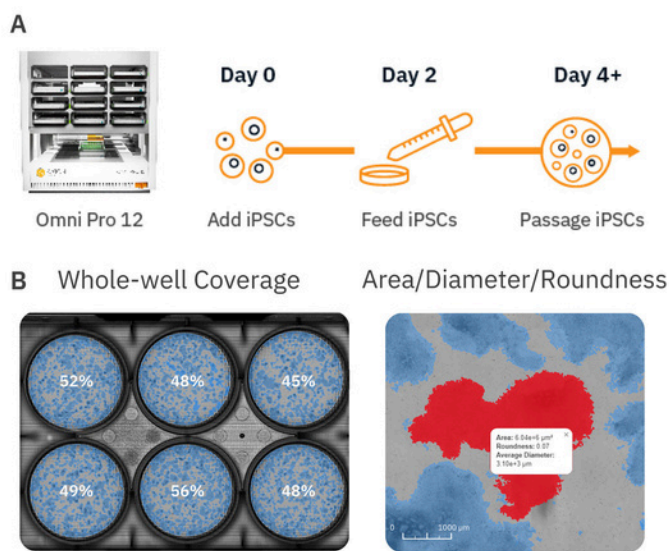 A
Day 0
Day 2
Day 4+
Omni Pro 12
Add iPSCs
Feed iPSCs
Passage iPSCs
B
Whole-well Coverage
Area/Diameter/Roundness
52%
48%
45%
49%
56%
48%
Area: 6.04e+6 µm²
Roundness: 0.07
Average Diameter:
3.10e+3 µm
0
1000 µm